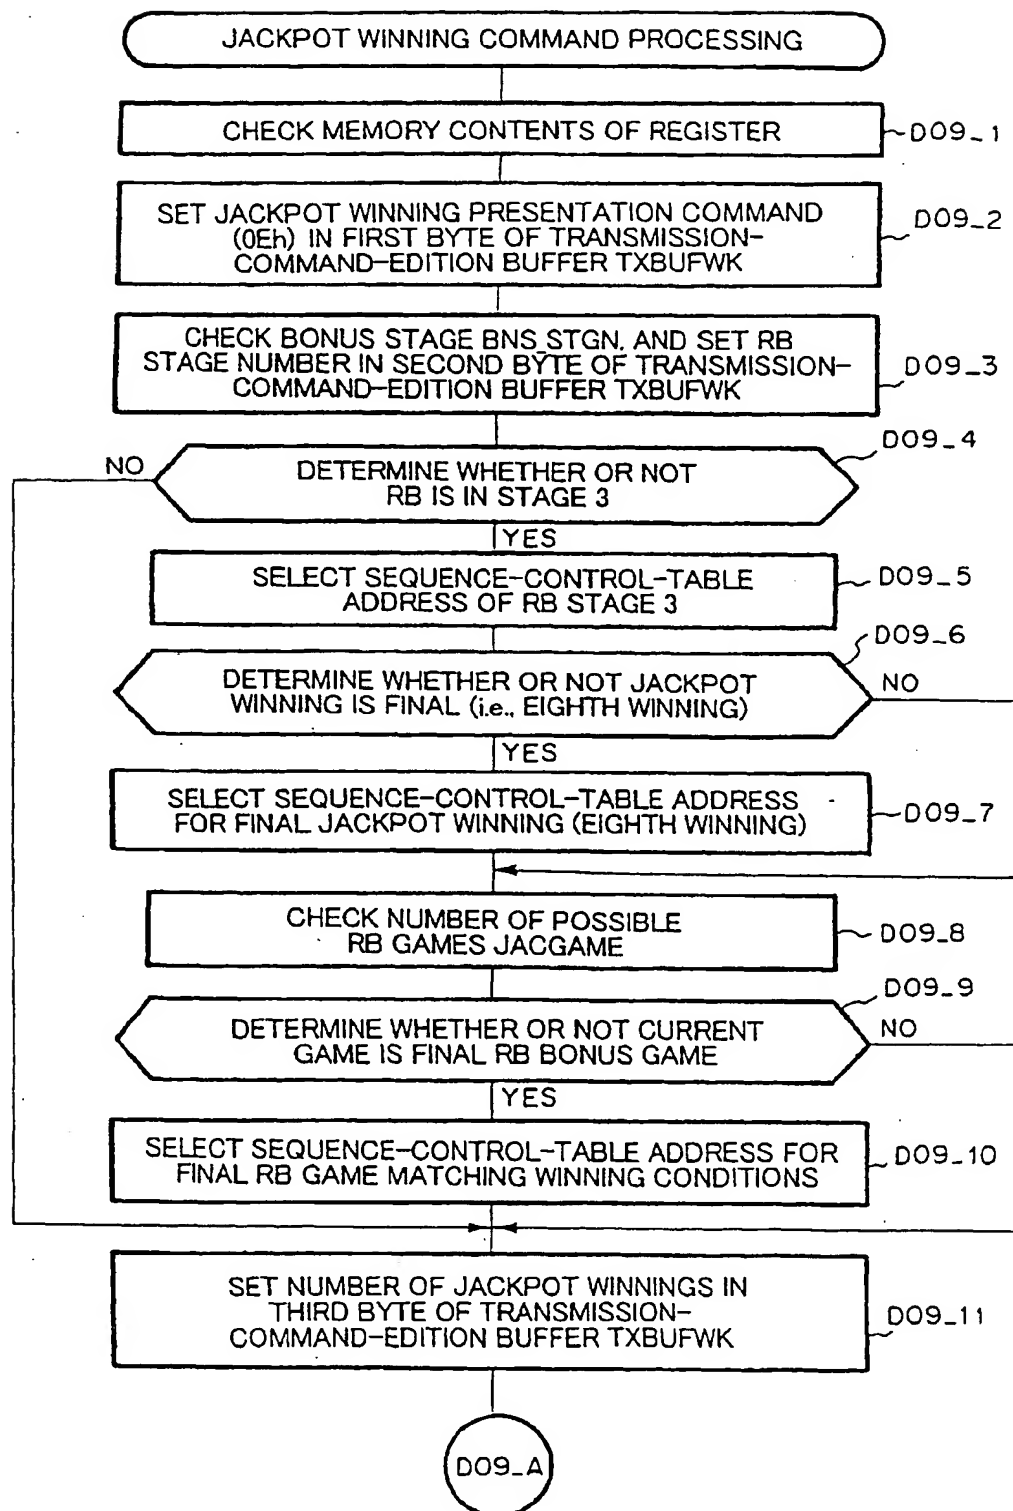 JACKPOT WINNING COMMAND PROCESSING
CHECK MEMORY CONTENTS OF REGISTER
D09_1
SET JACKPOT WINNING PRESENTATION COMMAND
(0Eh) IN FIRST BYTE OF TRANSMISSION-
COMMAND-EDITION BUFFER TXBUFWK
D09_2
CHECK BONUS STAGE BNS_STGN, AND SET RB
STAGE NUMBER IN SECOND BYTE OF TRANSMISSION-
COMMAND-EDITION BUFFER TXBUFWK
D09_3
D09_4
NO
DETERMINE WHETHER OR NOT
RB IS IN STAGE 3
YES
SELECT SEQUENCE-CONTROL-TABLE
ADDRESS OF RB STAGE 3
D09_5
D09_6
DETERMINE WHETHER OR NOT JACKPOT
WINNING IS FINAL (i.e., EIGHTH WINNING)
NO
YES
SELECT SEQUENCE-CONTROL-TABLE ADDRESS
FOR FINAL JACKPOT WINNING (EIGHTH WINNING)
D09_7
CHECK NUMBER OF POSSIBLE
RB GAMES JACGAME
D09_8
D09_9
DETERMINE WHETHER OR NOT CURRENT
GAME IS FINAL RB BONUS GAME
NO
YES
SELECT SEQUENCE-CONTROL-TABLE ADDRESS FOR
FINAL RB GAME MATCHING WINNING CONDITIONS
D09_10
SET NUMBER OF JACKPOT WINNINGS IN
THIRD BYTE OF TRANSMISSION-
COMMAND-EDITION BUFFER TXBUFWK
D09_11
D09_A